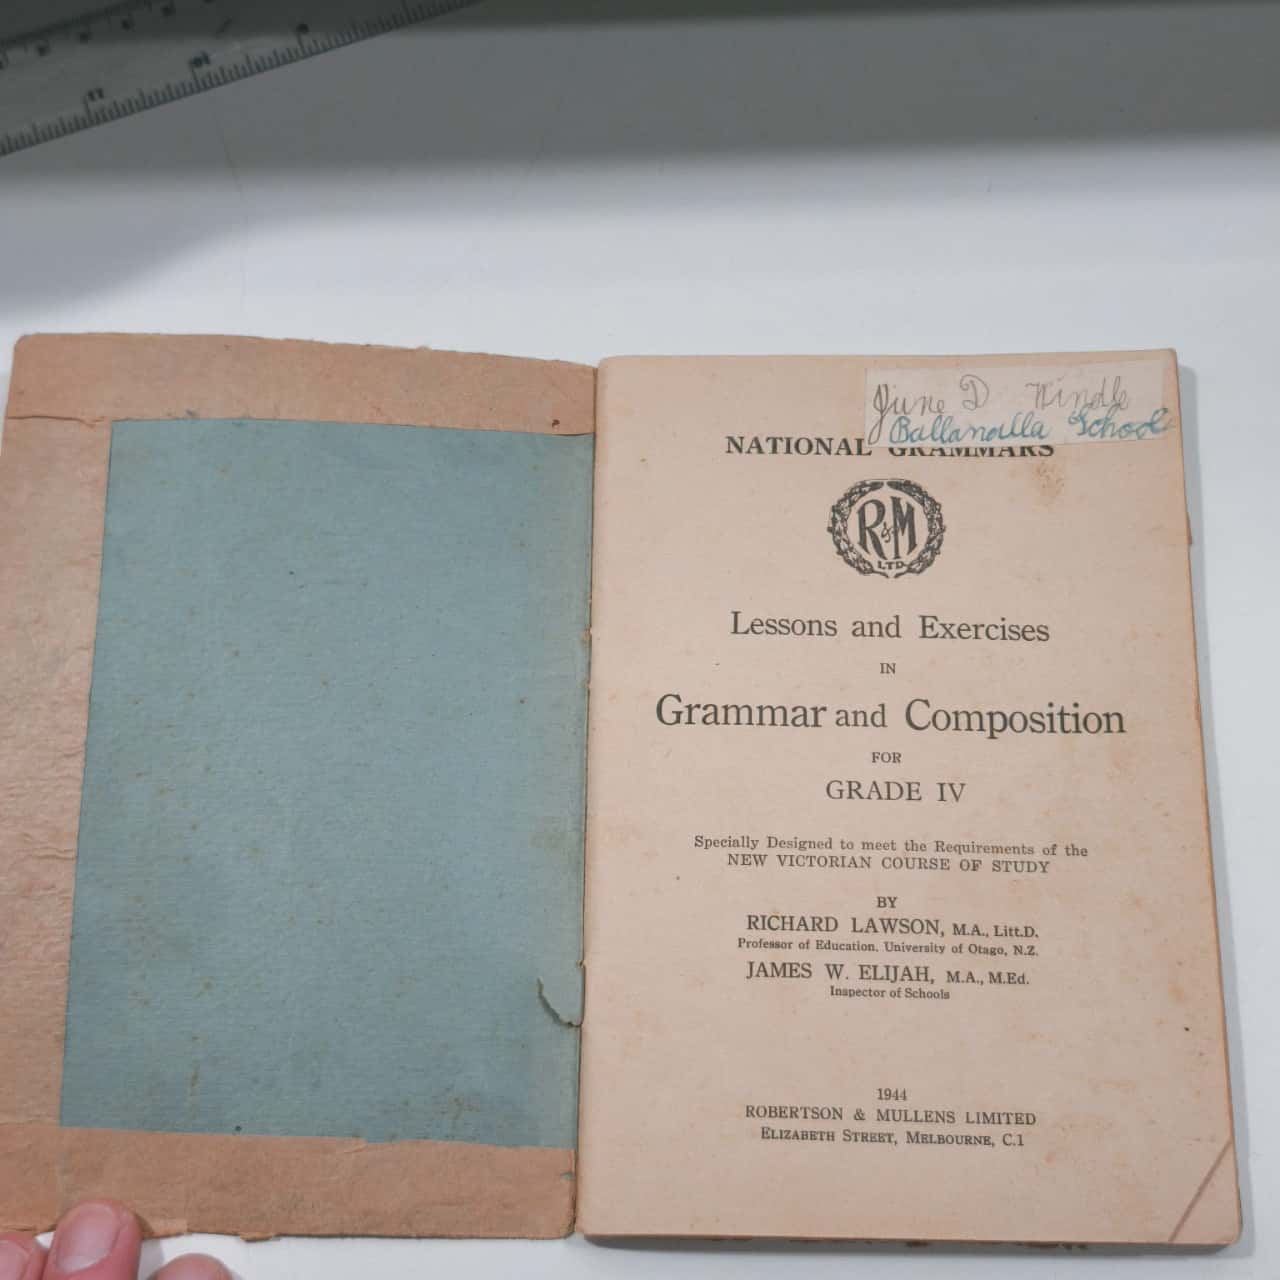 June D Windle
Ballandella School
NATIONAL GRAMMARS
R & M
LTD.
Lessons and Exercises
IN
Grammar and Composition
FOR
GRADE IV
Specially Designed to meet the Requirements of the
NEW VICTORIAN COURSE OF STUDY
BY
RICHARD LAWSON, M.A., Litt.D.
Professor of Education, University of Otago, N.Z.
JAMES W. ELIJAH, M.A., M.Ed.
Inspector of Schools
1944
ROBERTSON & MULLENS LIMITED
ELIZABETH STREET, MELBOURNE, C.1